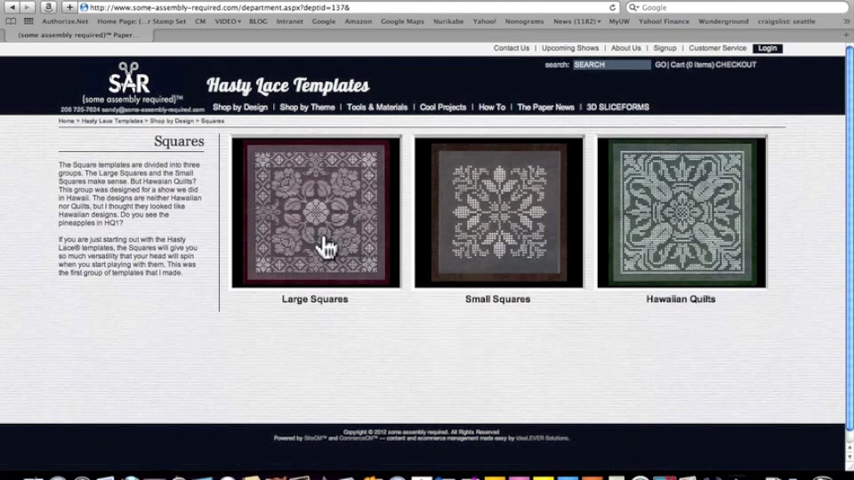 http://www.some-assembly-required.com/department.aspx?deptid=137&
Google
Authorize.Net Home Page (...r Stamp Set CM VIDEO BLOG Intranet Google Amazon Google Maps Nurikabe Yahoo! Nonograms News (1182) MyUW Yahoo! Finance Wunderground craigslist: seattle
(some assembly required)™ Paper...
Contact Us | Upcoming Shows | About Us | Signup | Customer Service Login
search: SEARCH GO | Cart (0 items) CHECKOUT
SAR
(some assembly required)™
206 725-7624 sandy@some-assembly-required.com
Hasty Lace Templates
Shop by Design | Shop by Theme | Tools & Materials | Cool Projects | How To | The Paper News | 3D SLICEFORMS
Home > Hasty Lace Templates > Shop by Design > Squares
Squares
The Square templates are divided into three
groups. The Large Squares and the Small
Squares make sense. But Hawaian Quilts?
This group was designed for a show we did
in Hawaii. The designs are neither Hawaiian
nor Quilts, but I thought they looked like
Hawaiian designs. Do you see the
pineapples in HQ1?
If you are just starting out with the Hasty
Lace® templates, the Squares will give you
so much versatility that your head will spin
when you start playing with them. This was
the first group of templates that I made.
Large Squares
Small Squares
Hawaiian Quilts
Copyright © 2012 some assembly required. All Rights Reserved
Powered by SiteCM™ and CommerceCM™ — content and ecommerce management made easy by ideaLEVER Solutions.